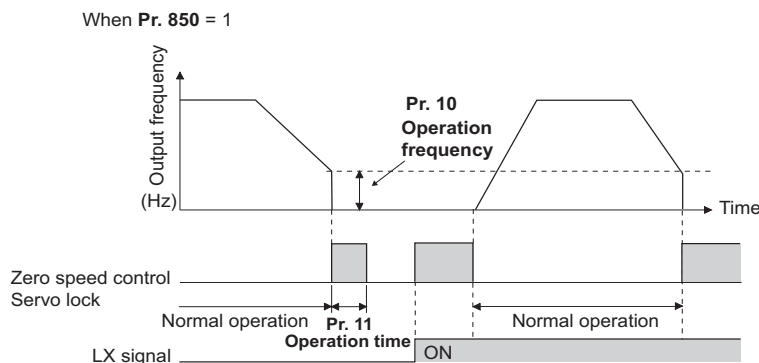 When Pr. 850 = 1
Output frequency
(Hz)
Pr. 10
Operation
frequency
Time
Zero speed control
Servo lock
Normal operation
Pr. 11
Operation time
Normal operation
LX signal
ON